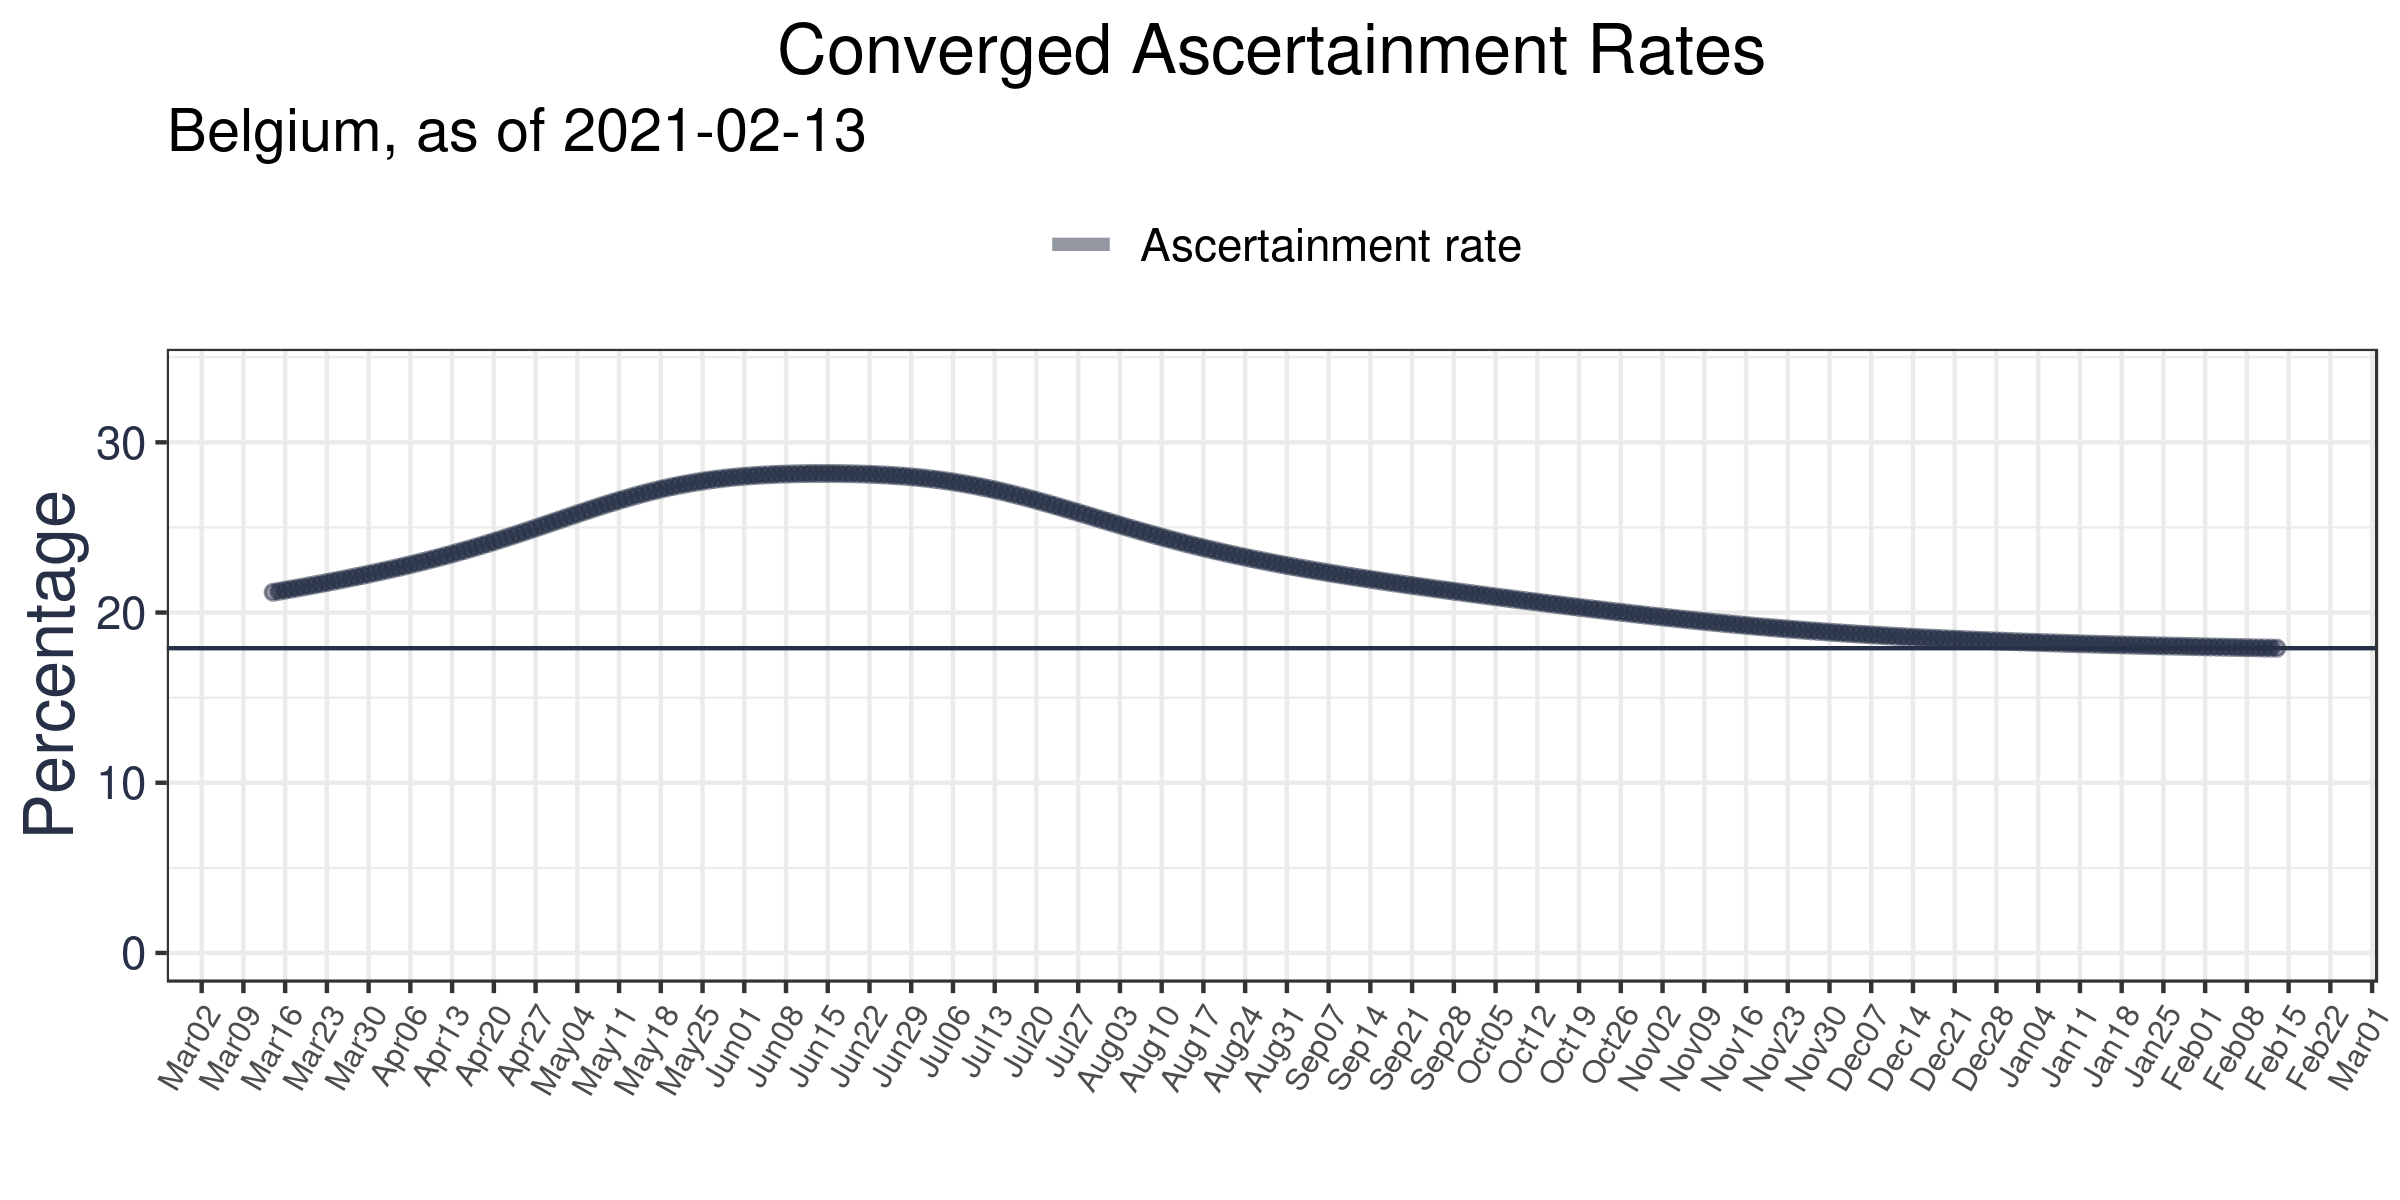 Converged Ascertainment Rates
Belgium, as of 2021-02-13
Ascertainment rate
Percentage
30
20
10
0
Mar02 Mar09 Mar16 Mar23 Mar30 Apr06 Apr13 Apr20 Apr27 May04 May11 May18 May25 Jun01 Jun08 Jun15 Jun22 Jun29 Jul06 Jul13 Jul20 Jul27 Aug03 Aug10 Aug17 Aug24 Aug31 Sep07 Sep14 Sep21 Sep28 Oct05 Oct12 Oct19 Oct26 Nov02 Nov09 Nov16 Nov23 Nov30 Dec07 Dec14 Dec21 Dec28 Jan04 Jan11 Jan18 Jan25 Feb01 Feb08 Feb15 Feb22 Mar01